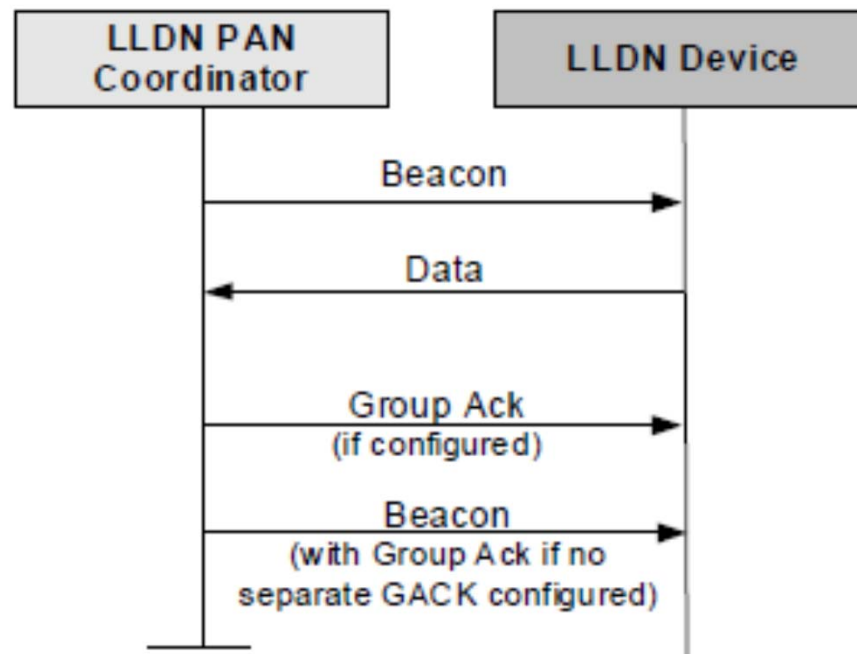 LLDN PAN
Coordinator
LLDN Device
Beacon
Data
Group Ack
(if configured)
Beacon
(with Group Ack if no
separate GACK configured)